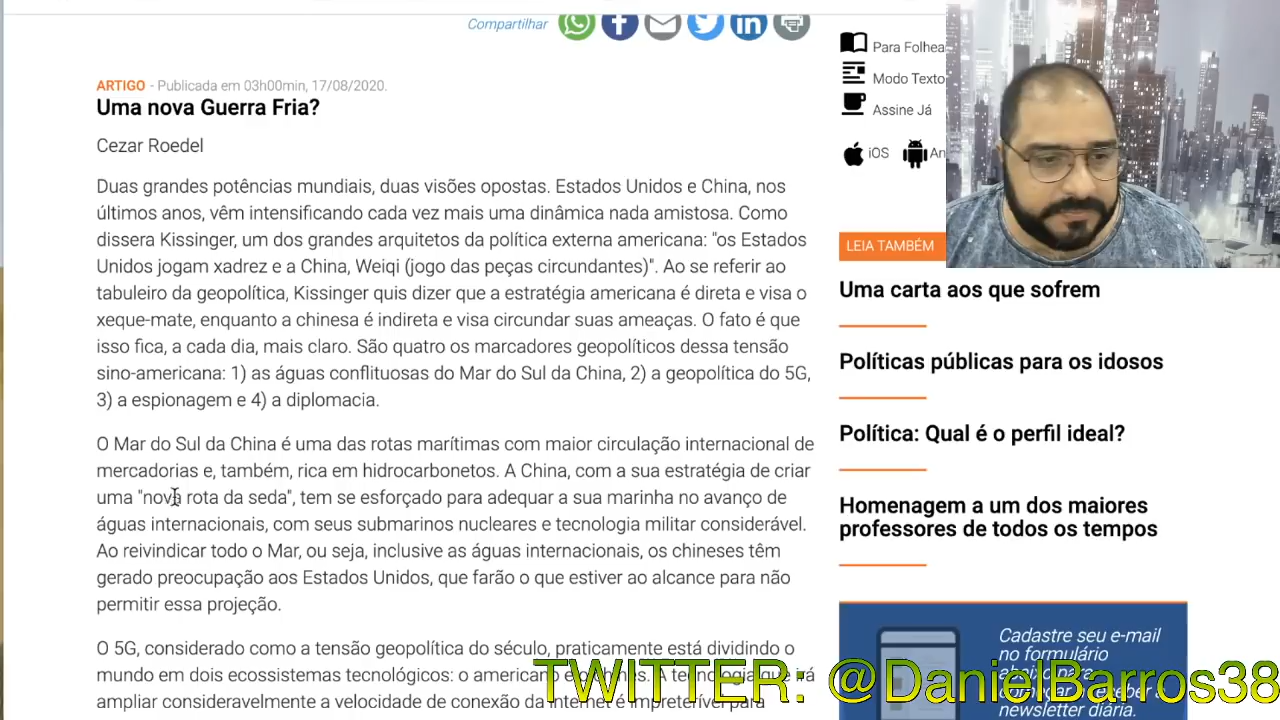 Compartilhar
ARTIGO - Publicada em 03h00min, 17/08/2020.
Uma nova Guerra Fria?
Cezar Roedel
Duas grandes potências mundiais, duas visões opostas. Estados Unidos e China, nos
últimos anos, vêm intensificando cada vez mais uma dinâmica nada amistosa. Como
dissera Kissinger, um dos grandes arquitetos da política externa americana: "os Estados
Unidos jogam xadrez e a China, Weiqi (jogo das peças circundantes)". Ao se referir ao
tabuleiro da geopolítica, Kissinger quis dizer que a estratégia americana é direta e visa o
xeque-mate, enquanto a chinesa é indireta e visa circundar suas ameaças. O fato é que
isso fica, a cada dia, mais claro. São quatro os marcadores geopolíticos dessa tensão
sino-americana: 1) as águas conflituosas do Mar do Sul da China, 2) a geopolítica do 5G,
3) a espionagem e 4) a diplomacia.
O Mar do Sul da China é uma das rotas marítimas com maior circulação internacional de
mercadorias e, também, rica em hidrocarbonetos. A China, com a sua estratégia de criar
uma "nova rota da seda", tem se esforçado para adequar a sua marinha no avanço de
águas internacionais, com seus submarinos nucleares e tecnologia militar considerável.
Ao reivindicar todo o Mar, ou seja, inclusive as águas internacionais, os chineses têm
gerado preocupação aos Estados Unidos, que farão o que estiver ao alcance para não
permitir essa projeção.
O 5G, considerado como a tensão geopolítica do século, praticamente está dividindo o
mundo em dois ecossistemas tecnológicos: o americano e o chinês. A tecnologia que irá
ampliar consideravelmente a velocidade de conexão da internet é impreterível para
Para Folhea
Modo Texto
Assine Já
iOS
An
LEIA TAMBÉM
Uma carta aos que sofrem
Políticas públicas para os idosos
Política: Qual é o perfil ideal?
Homenagem a um dos maiores
professores de todos os tempos
Cadastre seu e-mail
no formulário
abaixo para
começar a receber a
newsletter diária.
TWITTER: @DanielBarros38